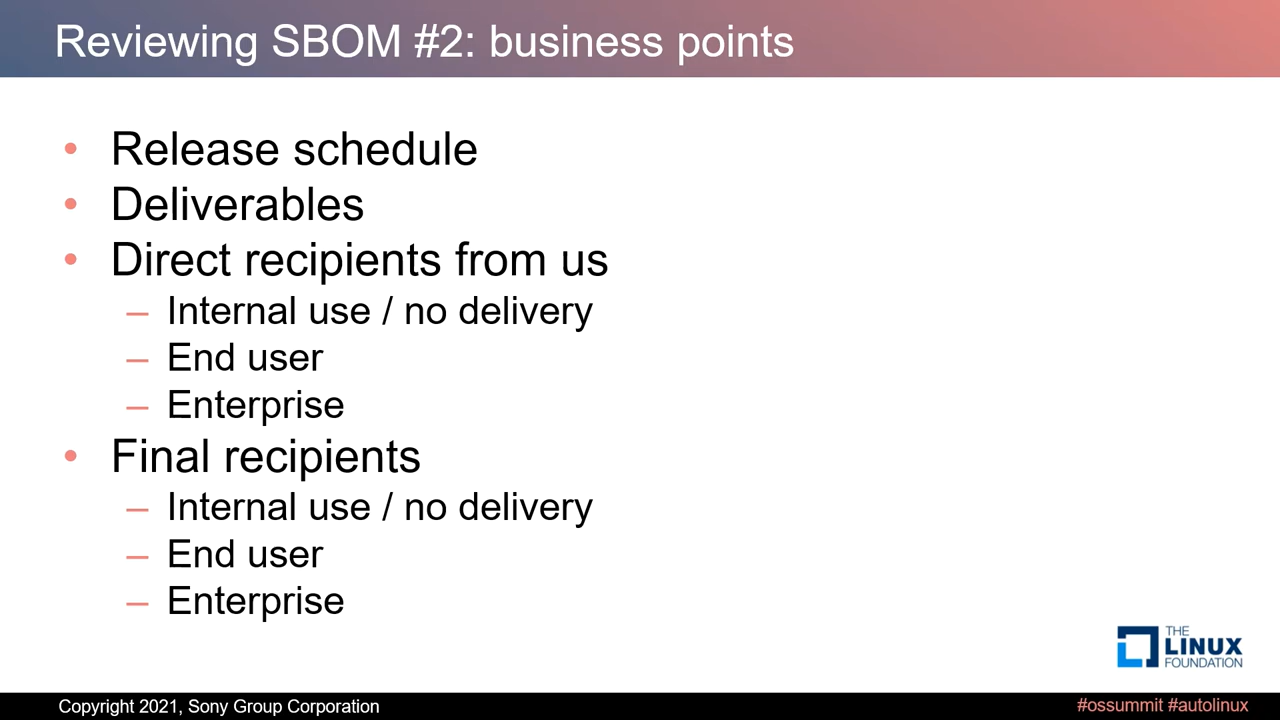 Reviewing SBOM #2: business points
• Release schedule
• Deliverables
• Direct recipients from us
– Internal use / no delivery
– End user
– Enterprise
• Final recipients
– Internal use / no delivery
– End user
– Enterprise
THE
LINUX
FOUNDATION
Copyright 2021, Sony Group Corporation
#ossummit #autolinux